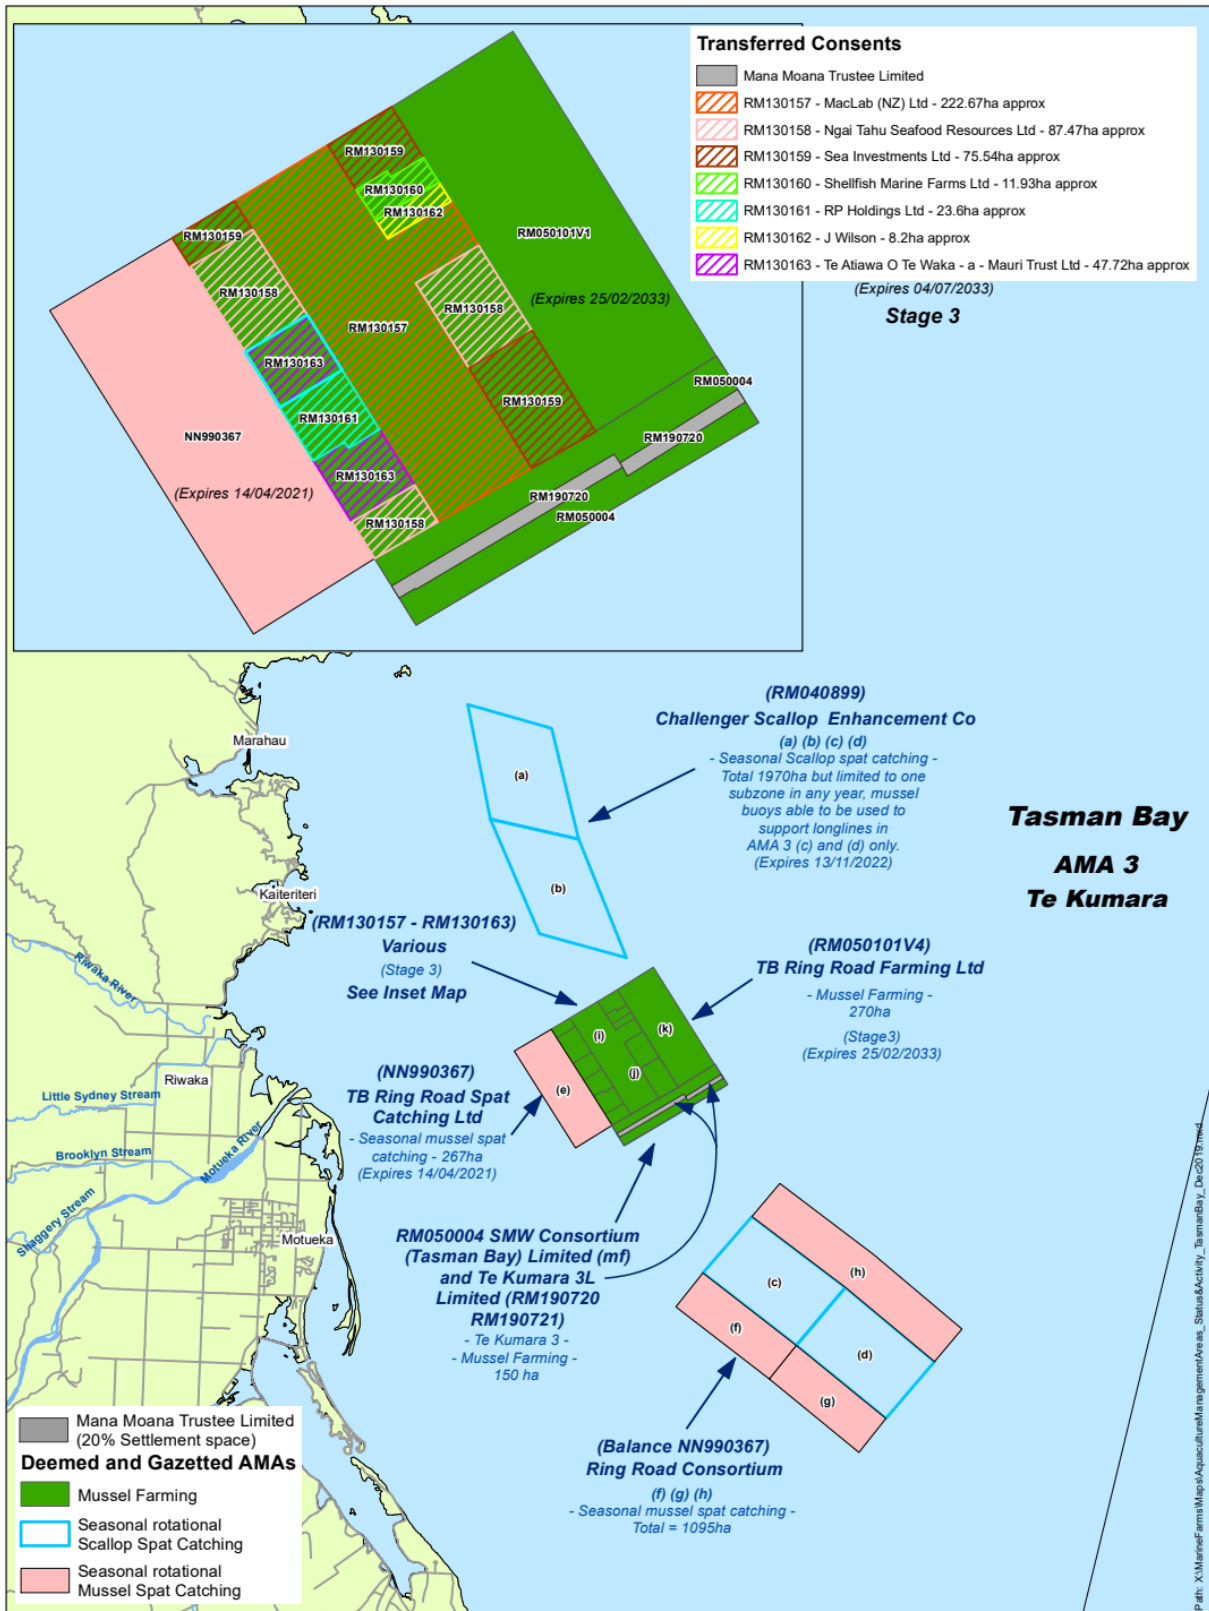 Transferred Consents
Mana Moana Trustee Limited
RM130157 - MacLab (NZ) Ltd - 222.67ha approx
RM130158 - Ngai Tahu Seafood Resources Ltd - 87.47ha approx
RM130159 - Sea Investments Ltd - 75.54ha approx
RM130160 - Shellfish Marine Farms Ltd - 11.93ha approx
RM130161 - RP Holdings Ltd - 23.6ha approx
RM130162 - J Wilson - 8.2ha approx
RM130163 - Te Atiawa O Te Waka - a - Mauri Trust Ltd - 47.72ha approx
(Expires 04/07/2033)
Stage 3
RM130159
RM130160
RM130162
RM130159
RM050101V1
RM130158
(Expires 25/02/2033)
RM130158
RM130157
RM130163
RM050004
RM130159
RM130161
NN990367
RM190720
RM130163
(Expires 14/04/2021)
RM190720
RM050004
RM130158
(RM040899)
Challenger Scallop Enhancement Co
(a) (b) (c) (d)
- Seasonal Scallop spat catching -
Total 1970ha but limited to one
subzone in any year, mussel
buoys able to be used to
support longlines in
AMA 3 (c) and (d) only.
(Expires 13/11/2022)
Marahau
(a)
Tasman Bay
AMA 3
Te Kumara
Kaiteriteri
(b)
(RM130157 - RM130163)
Various
(Stage 3)
See Inset Map
(RM050101V4)
TB Ring Road Farming Ltd
- Mussel Farming -
270ha
(Stage3)
(Expires 25/02/2033)
Riwaka River
(i)
(k)
(j)
(e)
(NN990367)
TB Ring Road Spat
Catching Ltd
- Seasonal mussel spat
catching - 267ha
(Expires 14/04/2021)
Riwaka
Little Sydney Stream
Brooklyn Stream
Motueka River
Shaggery Stream
Motueka
RM050004 SMW Consortium
(Tasman Bay) Limited (mf)
and Te Kumara 3L
Limited (RM190720
RM190721)
- Te Kumara 3 -
- Mussel Farming -
150 ha
(h)
(c)
(f)
(d)
(g)
(Balance NN990367)
Ring Road Consortium
(f) (g) (h)
- Seasonal mussel spat catching -
Total = 1095ha
Mana Moana Trustee Limited
(20% Settlement space)
Deemed and Gazetted AMAs
Mussel Farming
Seasonal rotational
Scallop Spat Catching
Seasonal rotational
Mussel Spat Catching
Path: X:\MarineFarms\Maps\AquacultureManagementAreas_Status&Activity_TasmanBay_Dec2019.mxd